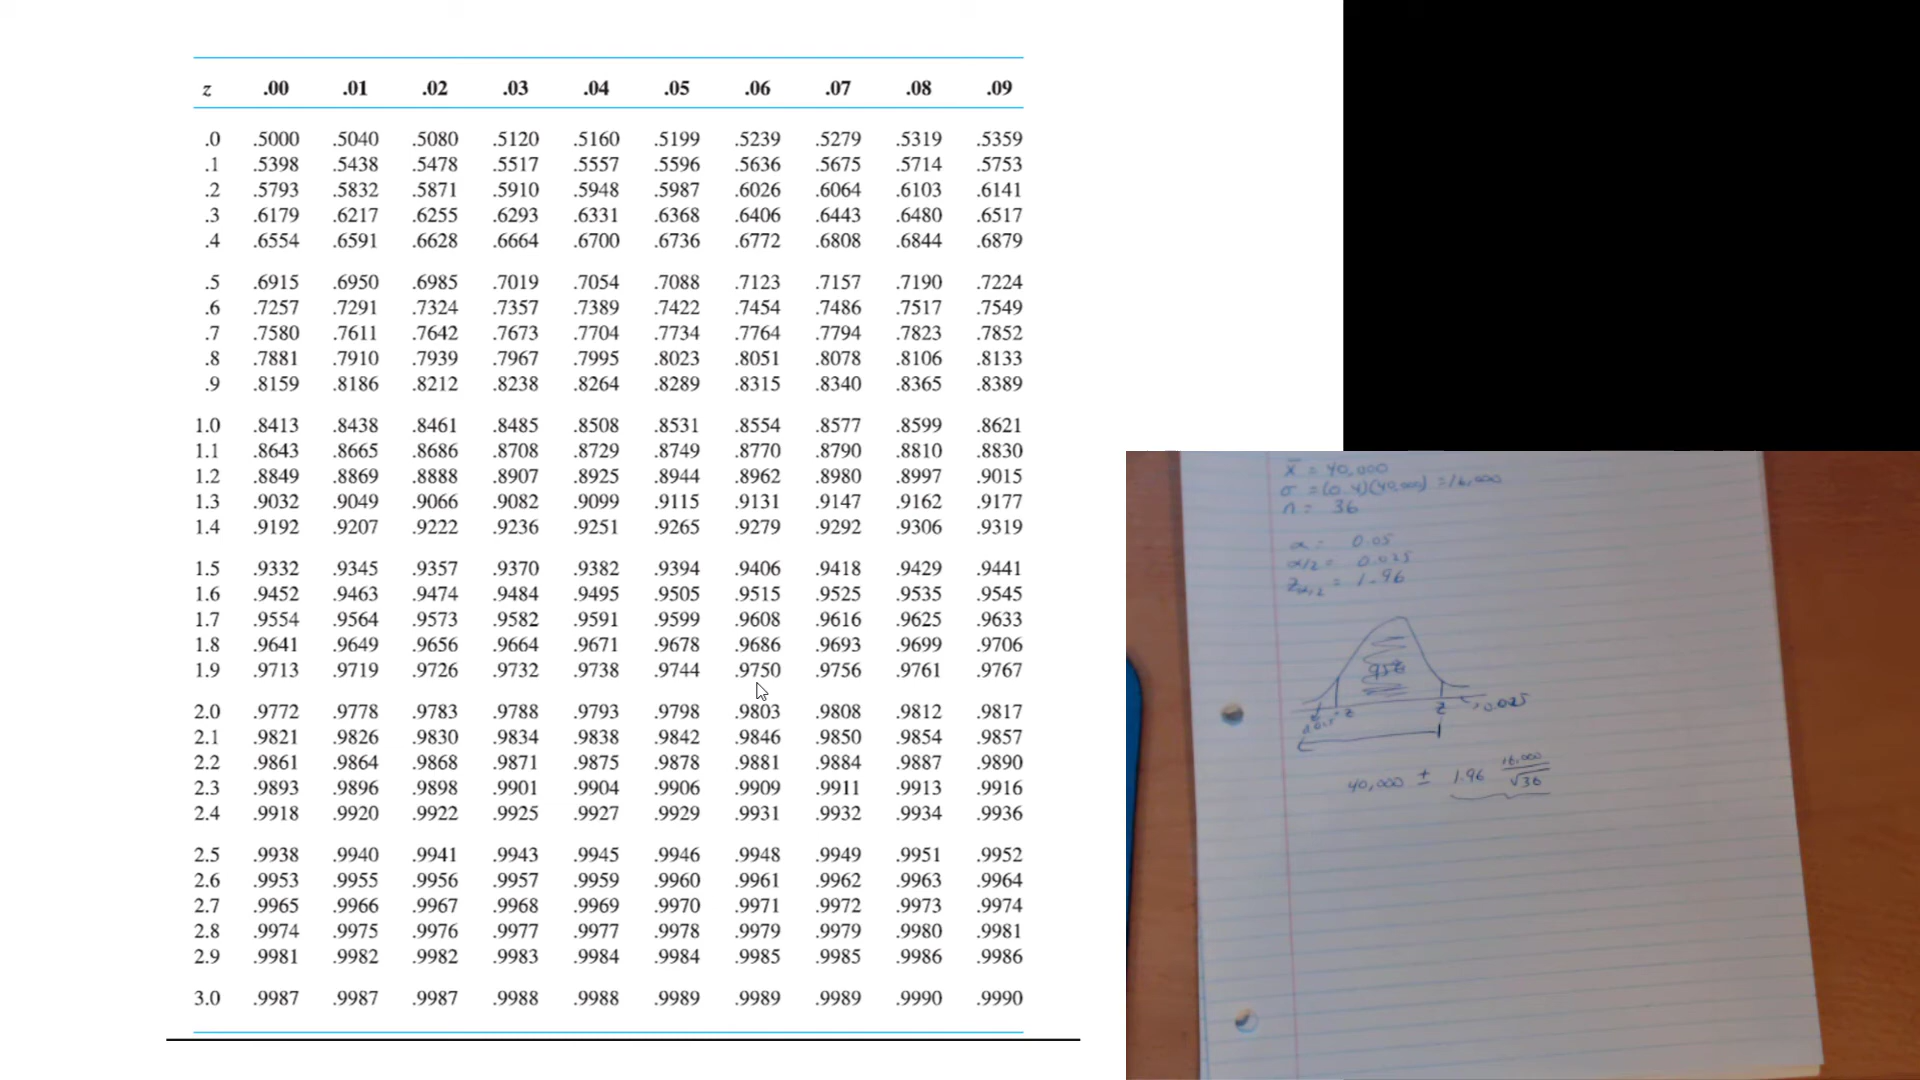 z .00 .01 .02 .03 .04 .05 .06 .07 .08 .09
.0 .5000 .5040 .5080 .5120 .5160 .5199 .5239 .5279 .5319 .5359
.1 .5398 .5438 .5478 .5517 .5557 .5596 .5636 .5675 .5714 .5753
.2 .5793 .5832 .5871 .5910 .5948 .5987 .6026 .6064 .6103 .6141
.3 .6179 .6217 .6255 .6293 .6331 .6368 .6406 .6443 .6480 .6517
.4 .6554 .6591 .6628 .6664 .6700 .6736 .6772 .6808 .6844 .6879
.5 .6915 .6950 .6985 .7019 .7054 .7088 .7123 .7157 .7190 .7224
.6 .7257 .7291 .7324 .7357 .7389 .7422 .7454 .7486 .7517 .7549
.7 .7580 .7611 .7642 .7673 .7704 .7734 .7764 .7794 .7823 .7852
.8 .7881 .7910 .7939 .7967 .7995 .8023 .8051 .8078 .8106 .8133
.9 .8159 .8186 .8212 .8238 .8264 .8289 .8315 .8340 .8365 .8389
1.0 .8413 .8438 .8461 .8485 .8508 .8531 .8554 .8577 .8599 .8621
1.1 .8643 .8665 .8686 .8708 .8729 .8749 .8770 .8790 .8810 .8830
1.2 .8849 .8869 .8888 .8907 .8925 .8944 .8962 .8980 .8997 .9015
1.3 .9032 .9049 .9066 .9082 .9099 .9115 .9131 .9147 .9162 .9177
1.4 .9192 .9207 .9222 .9236 .9251 .9265 .9279 .9292 .9306 .9319
1.5 .9332 .9345 .9357 .9370 .9382 .9394 .9406 .9418 .9429 .9441
1.6 .9452 .9463 .9474 .9484 .9495 .9505 .9515 .9525 .9535 .9545
1.7 .9554 .9564 .9573 .9582 .9591 .9599 .9608 .9616 .9625 .9633
1.8 .9641 .9649 .9656 .9664 .9671 .9678 .9686 .9693 .9699 .9706
1.9 .9713 .9719 .9726 .9732 .9738 .9744 .9750 .9756 .9761 .9767
2.0 .9772 .9778 .9783 .9788 .9793 .9798 .9803 .9808 .9812 .9817
2.1 .9821 .9826 .9830 .9834 .9838 .9842 .9846 .9850 .9854 .9857
2.2 .9861 .9864 .9868 .9871 .9875 .9878 .9881 .9884 .9887 .9890
2.3 .9893 .9896 .9898 .9901 .9904 .9906 .9909 .9911 .9913 .9916
2.4 .9918 .9920 .9922 .9925 .9927 .9929 .9931 .9932 .9934 .9936
2.5 .9938 .9940 .9941 .9943 .9945 .9946 .9948 .9949 .9951 .9952
2.6 .9953 .9955 .9956 .9957 .9959 .9960 .9961 .9962 .9963 .9964
2.7 .9965 .9966 .9967 .9968 .9969 .9970 .9971 .9972 .9973 .9974
2.8 .9974 .9975 .9976 .9977 .9977 .9978 .9979 .9979 .9980 .9981
2.9 .9981 .9982 .9982 .9983 .9984 .9984 .9985 .9985 .9986 .9986
3.0 .9987 .9987 .9987 .9988 .9988 .9989 .9989 .9989 .9990 .9990
x̄ = 40,000
σ = (0.4)(40,000) = 16,000
n = 36
α = 0.05
α/2 = 0.025
zα/2 = 1.96
95%
-z z 0.025
40,000 ± 1.96 16,000/√36